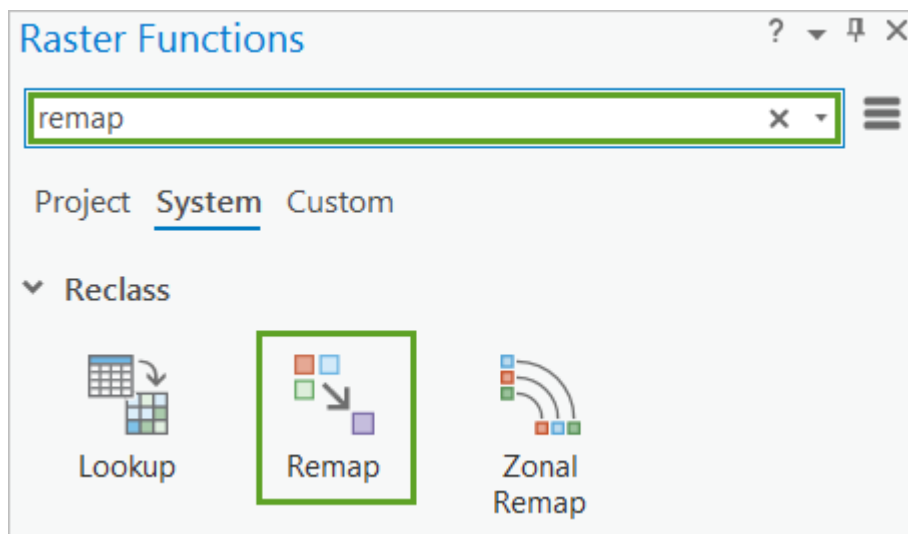 Raster Functions
?
remap
Project System Custom
Reclass
Lookup
Remap
Zonal
Remap